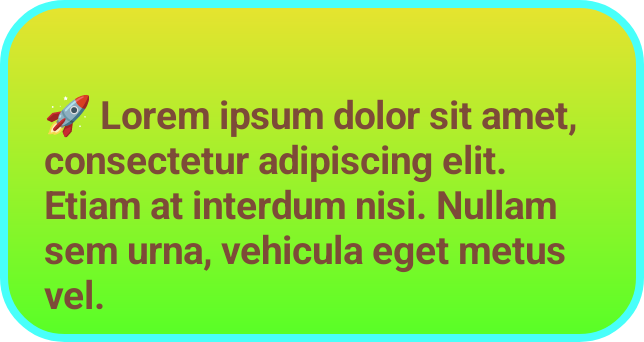 🚀 Lorem ipsum dolor sit amet,
consectetur adipiscing elit.
Etiam at interdum nisi. Nullam
sem urna, vehicula eget metus
vel.